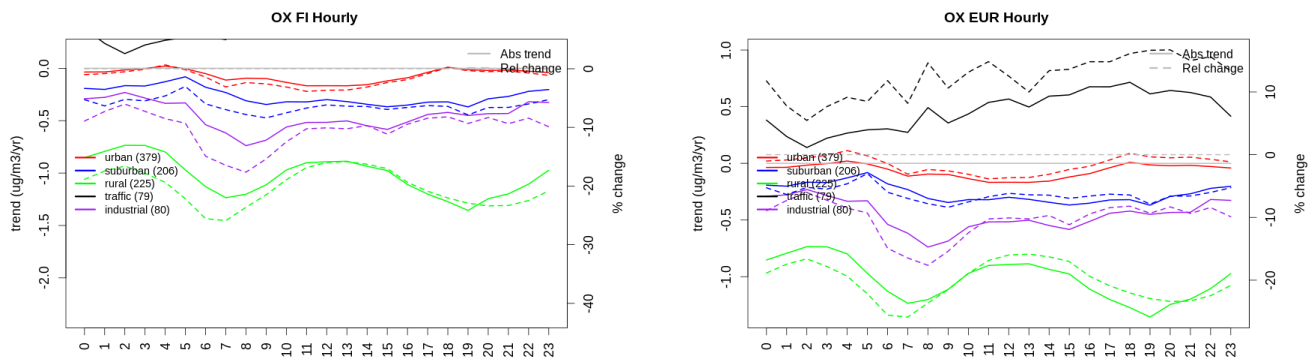 OX FI Hourly
Abs trend
Rel change
0.0
-0.5
-1.0
-1.5
-2.0
trend (ug/m3/yr)
urban (379)
suburban (206)
rural (225)
traffic (79)
industrial (80)
0
-10
-20
-30
-40
% change
0 1 2 3 4 5 6 7 8 9 10 11 12 13 14 15 16 17 18 19 20 21 22 23
OX EUR Hourly
Abs trend
Rel change
1.0
0.5
0.0
-0.5
-1.0
trend (ug/m3/yr)
urban (379)
suburban (206)
rural (225)
traffic (79)
industrial (80)
10
0
-10
-20
% change
0 1 2 3 4 5 6 7 8 9 10 11 12 13 14 15 16 17 18 19 20 21 22 23